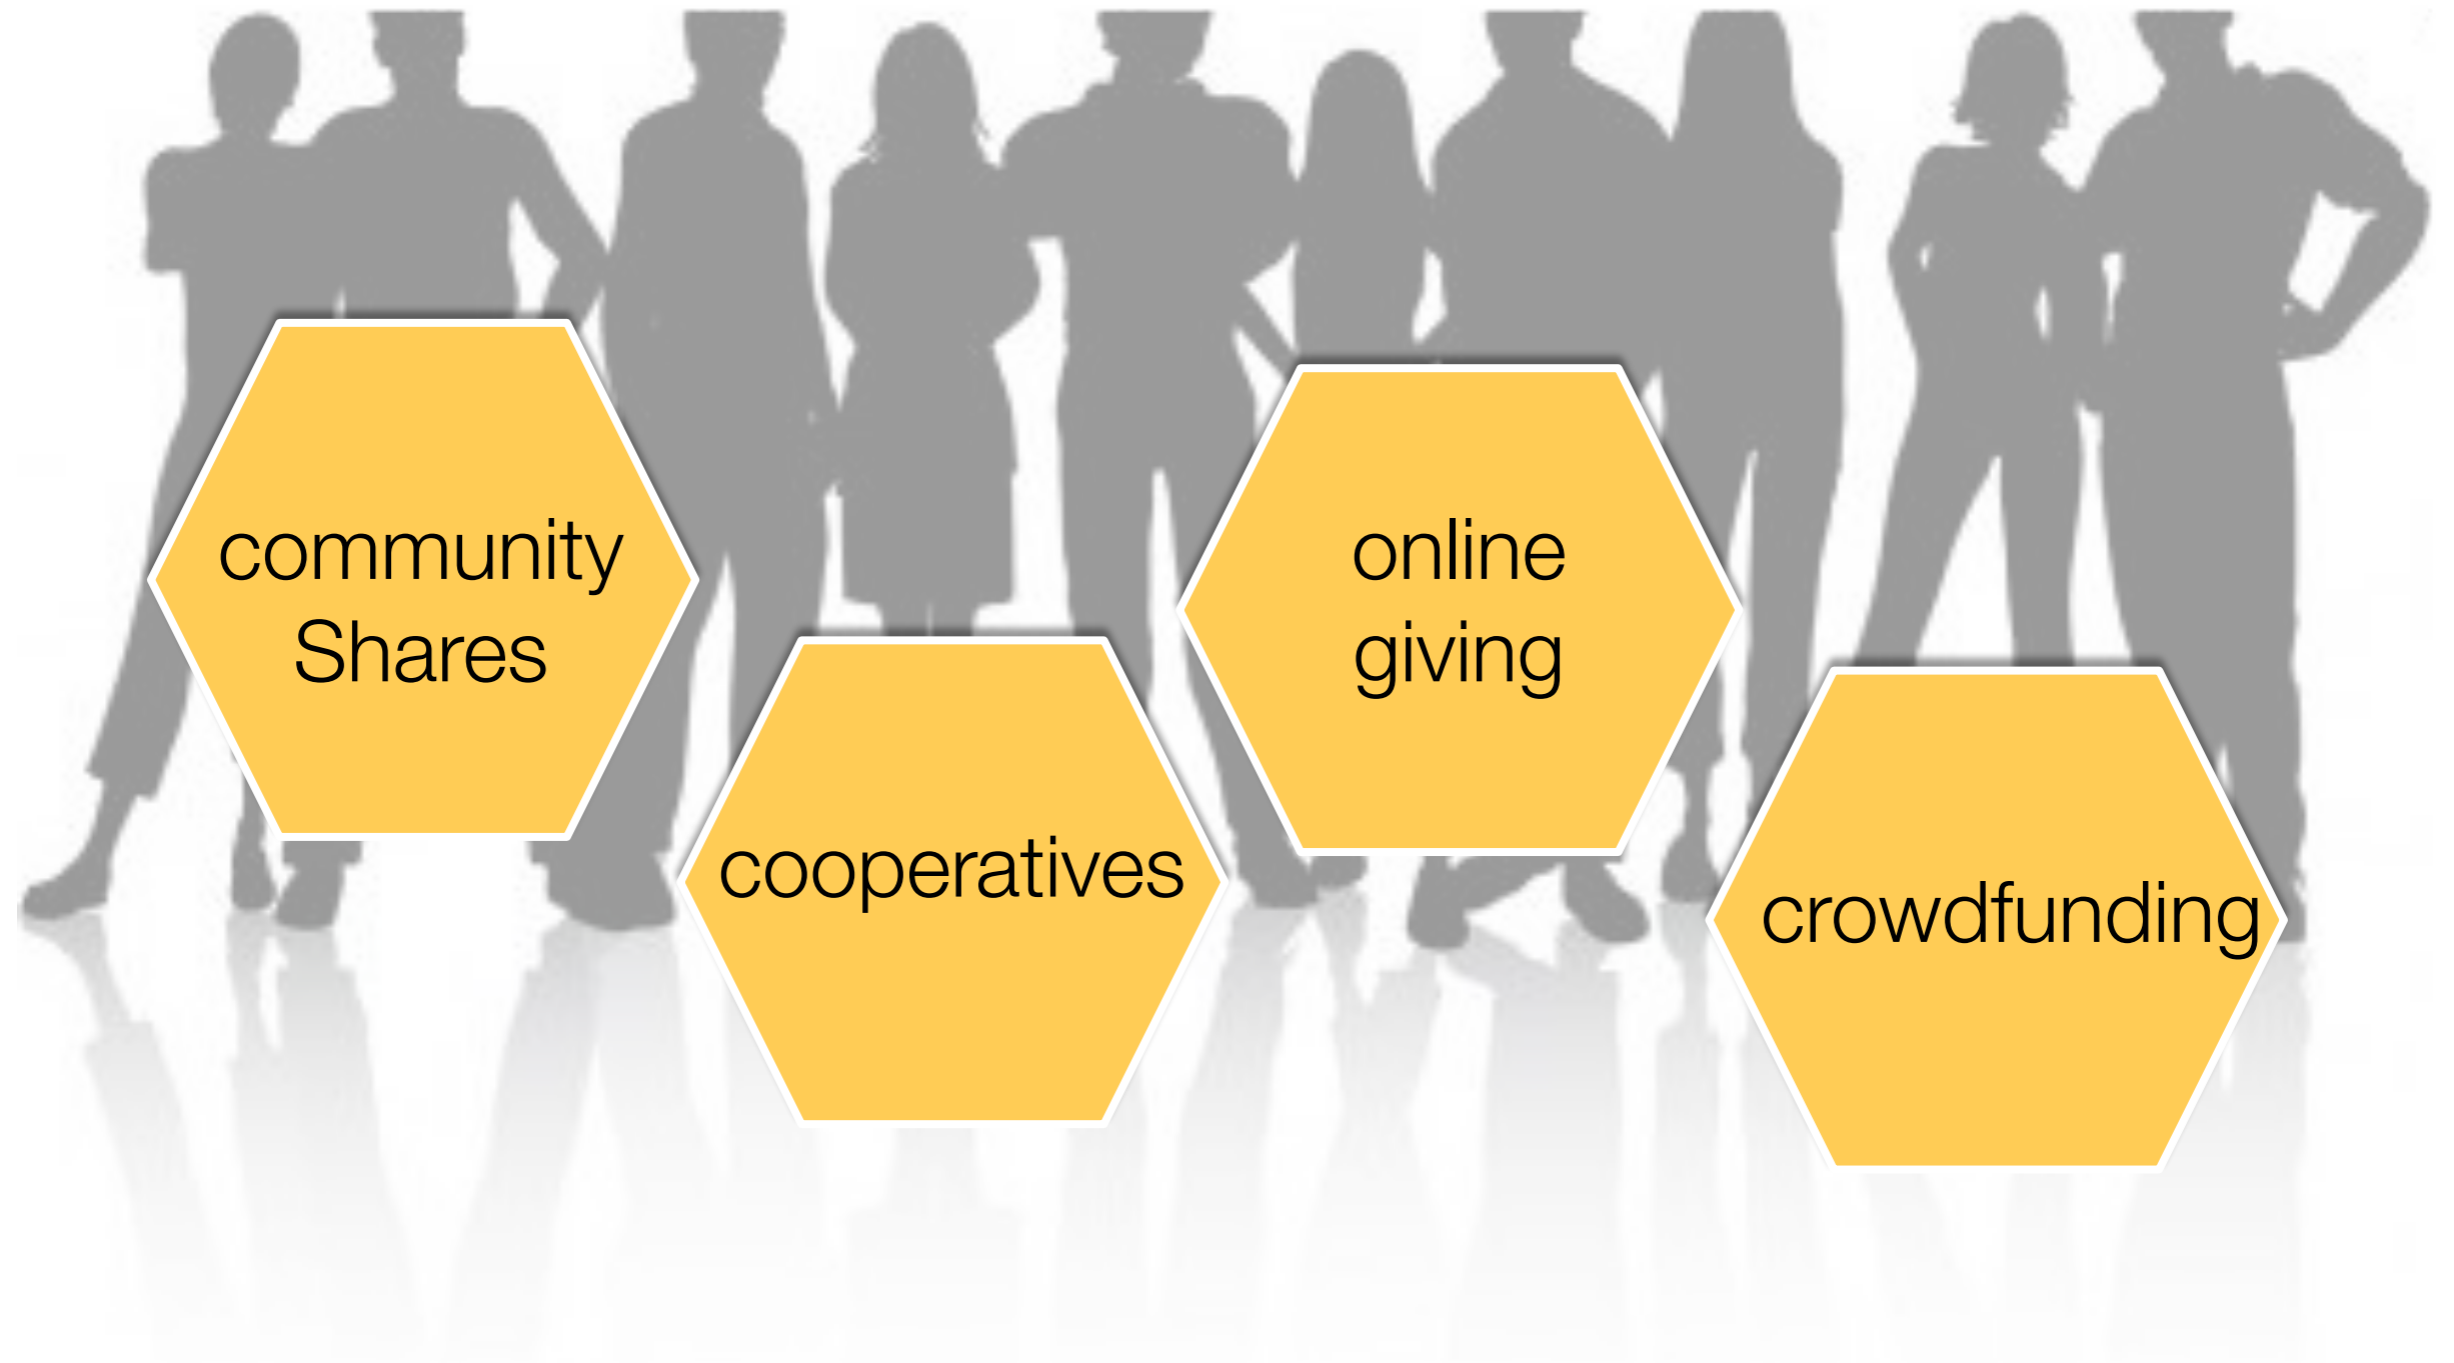 community
Shares
cooperatives
online
giving
crowdfunding